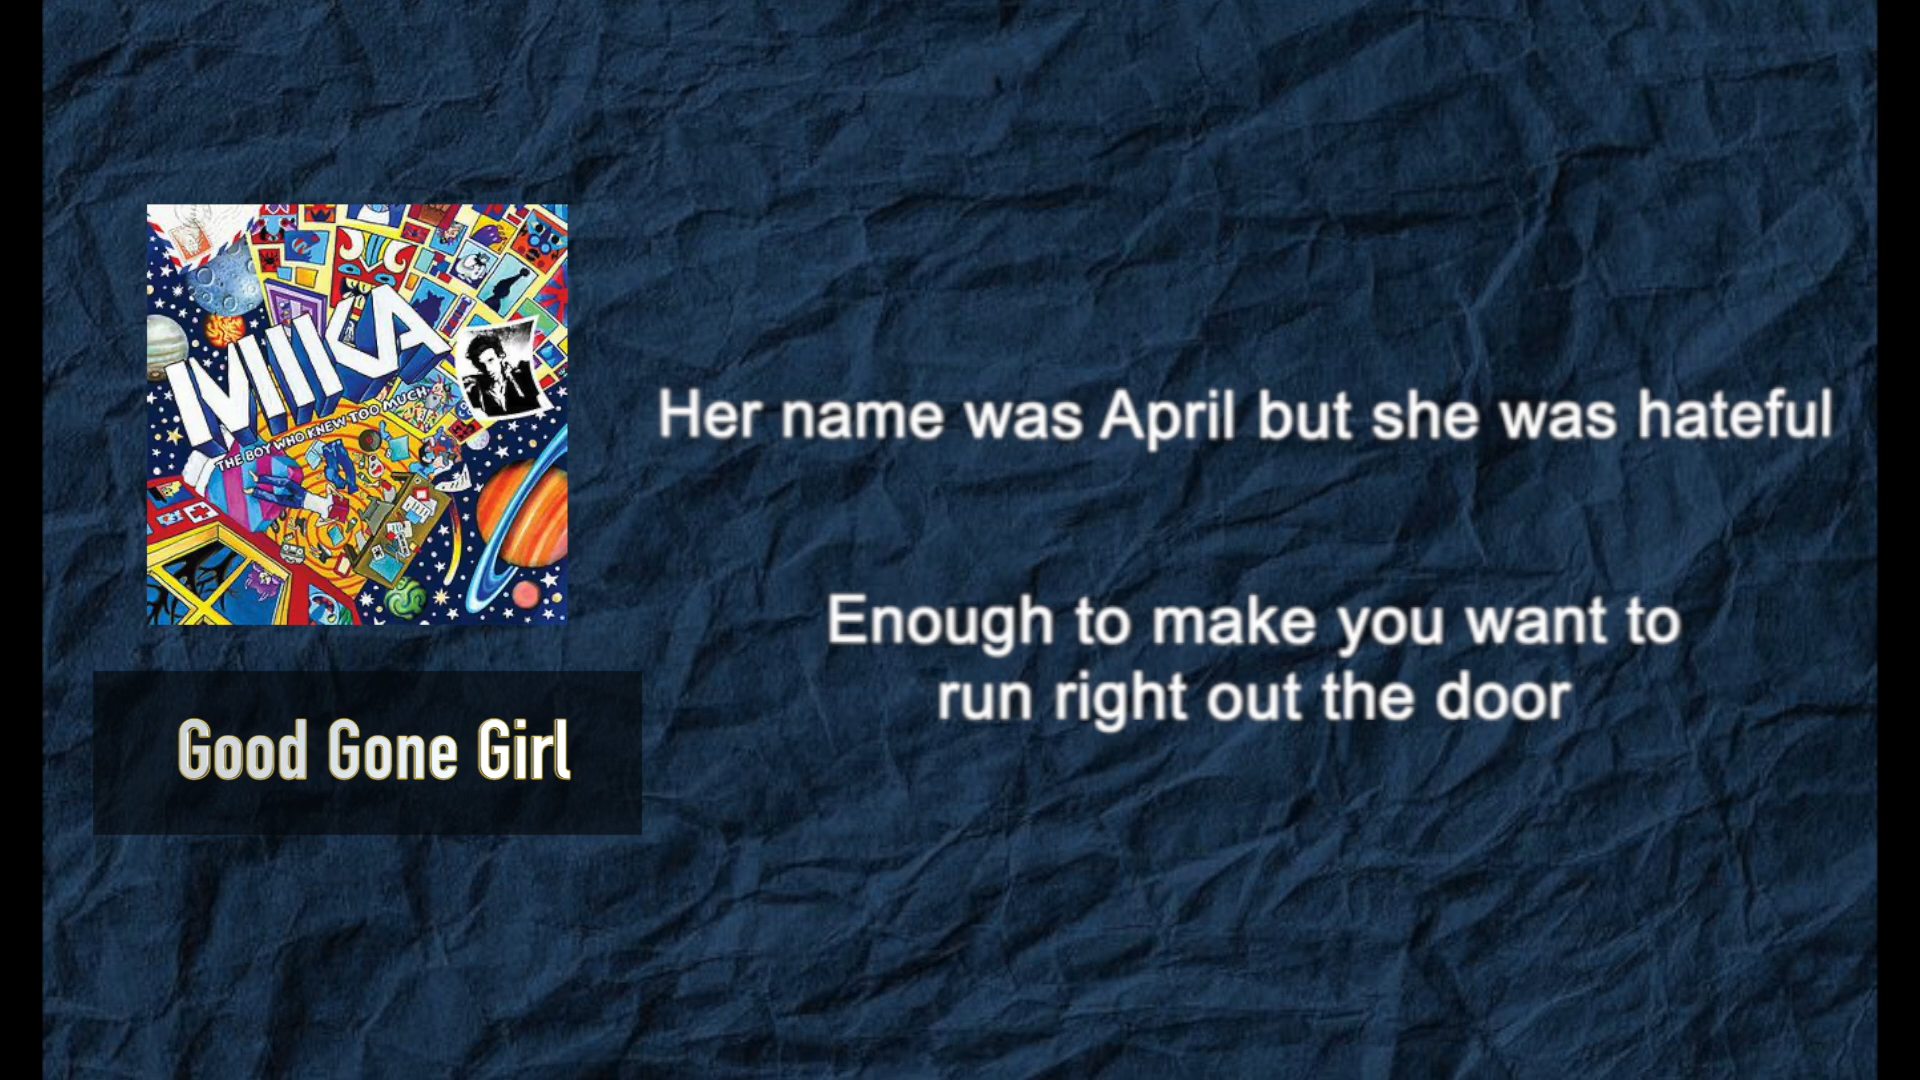 MIKA
THE BOY WHO KNEW TOO MUCH
Good Gone Girl
Her name was April but she was hateful
Enough to make you want to
run right out the door